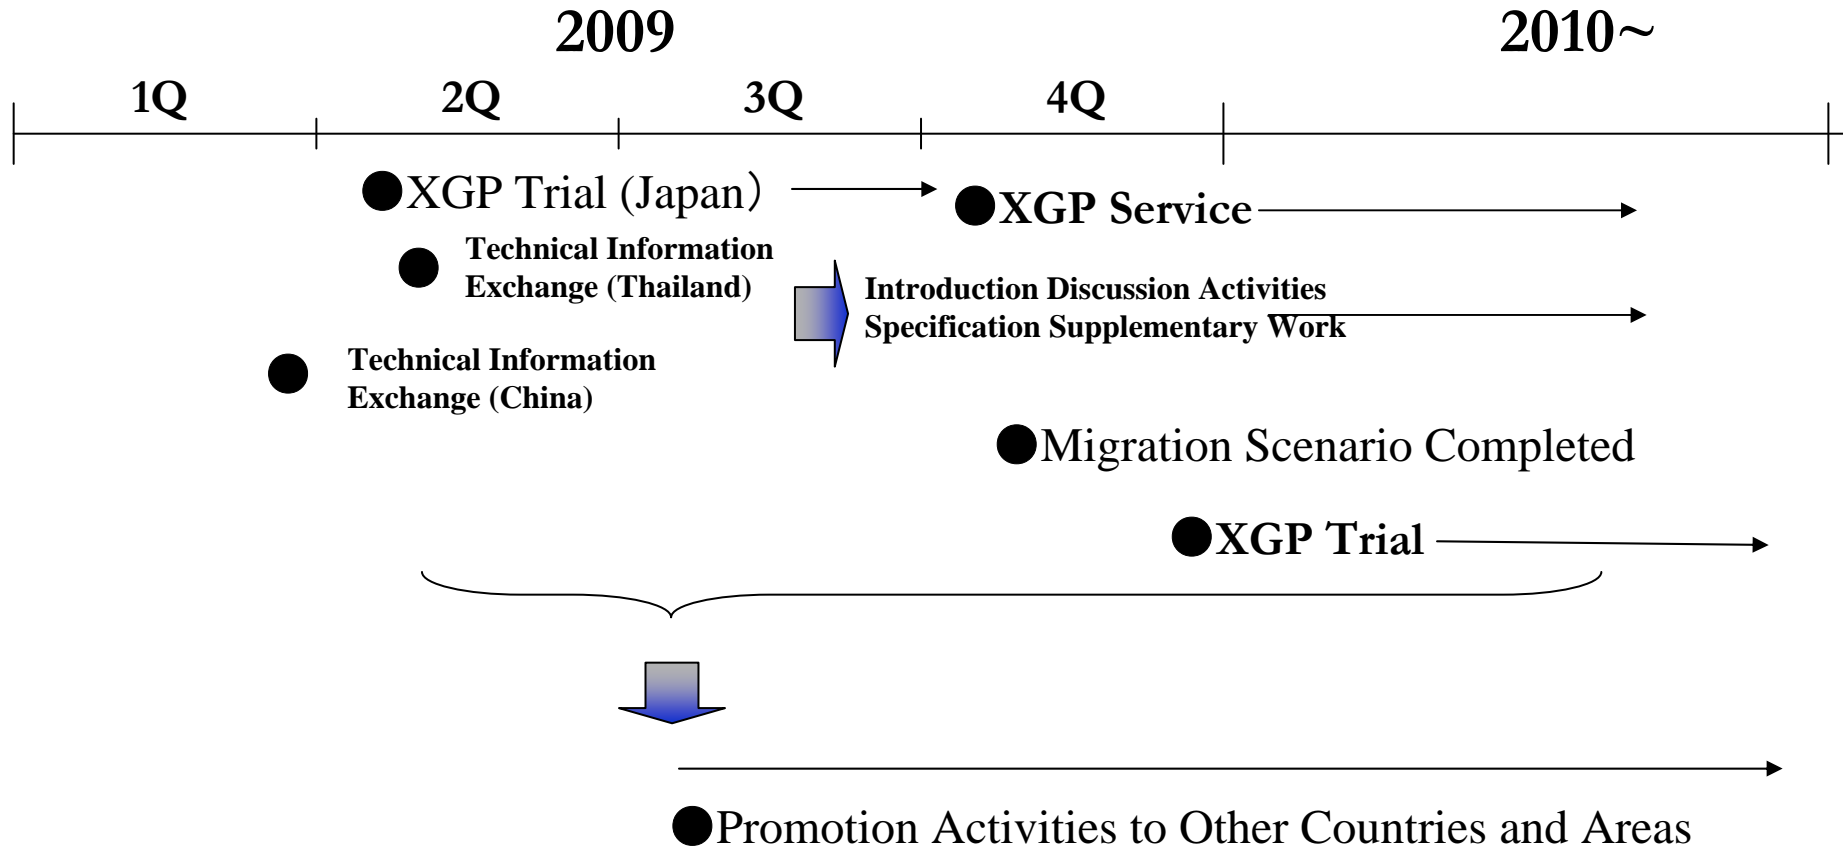 2009
2010~
1Q
2Q
3Q
4Q
XGP Trial (Japan）
XGP Service
Technical Information
Exchange (Thailand)
Introduction Discussion Activities
Specification Supplementary Work
Technical Information
Exchange (China)
Migration Scenario Completed
XGP Trial
Promotion Activities to Other Countries and Areas